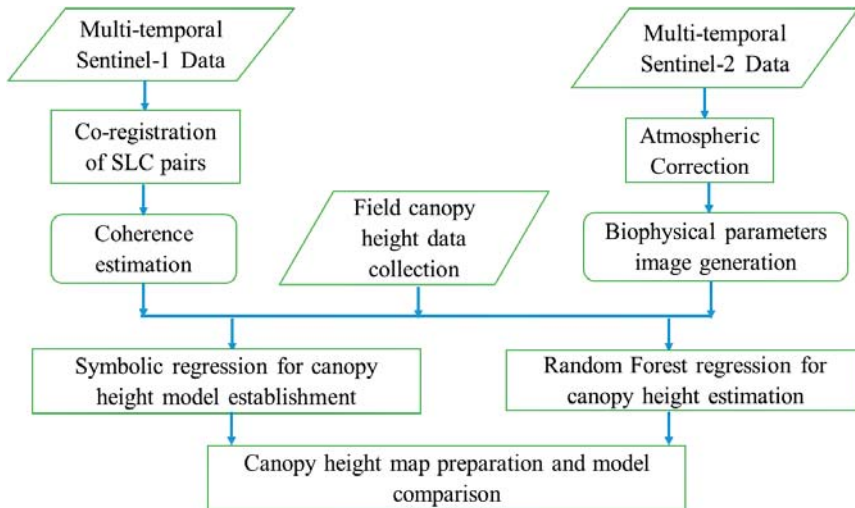 Multi-temporal
Sentinel-1 Data
Multi-temporal
Sentinel-2 Data
Co-registration
of SLC pairs
Atmospheric
Correction
Coherence
estimation
Field canopy
height data
collection
Biophysical parameters
image generation
Symbolic regression for canopy
height model establishment
Random Forest regression for
canopy height estimation
Canopy height map preparation and model
comparison